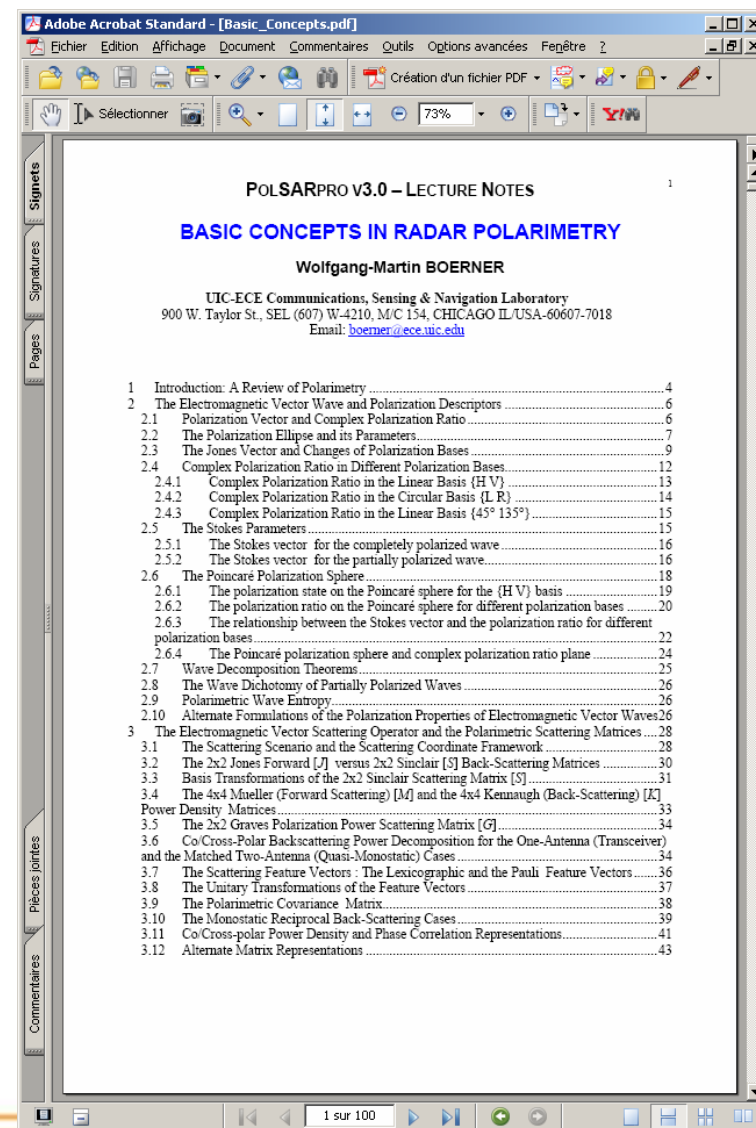 Adobe Acrobat Standard - [Basic_Concepts.pdf]
Fichier Edition Affichage Document Commentaires Outils Options avancées Fenêtre ?
Création d'un fichier PDF
Sélectionner 73% Y!
Signets
Signatures
Pages
Pièces jointes
Commentaires
1
POLSARPRO V3.0 – LECTURE NOTES
BASIC CONCEPTS IN RADAR POLARIMETRY
Wolfgang-Martin BOERNER
UIC-ECE Communications, Sensing & Navigation Laboratory
900 W. Taylor St., SEL (607) W-4210, M/C 154, CHICAGO IL/USA-60607-7018
Email: boerner@ece.uic.edu
1 Introduction: A Review of Polarimetry 4
2 The Electromagnetic Vector Wave and Polarization Descriptors 6
2.1 Polarization Vector and Complex Polarization Ratio 6
2.2 The Polarization Ellipse and its Parameters 7
2.3 The Jones Vector and Changes of Polarization Bases 9
2.4 Complex Polarization Ratio in Different Polarization Bases 12
2.4.1 Complex Polarization Ratio in the Linear Basis {H V} 13
2.4.2 Complex Polarization Ratio in the Circular Basis {L R} 14
2.4.3 Complex Polarization Ratio in the Linear Basis {45° 135°} 15
2.5 The Stokes Parameters 15
2.5.1 The Stokes vector for the completely polarized wave 16
2.5.2 The Stokes vector for the partially polarized wave 16
2.6 The Poincaré Polarization Sphere 18
2.6.1 The polarization state on the Poincaré sphere for the {H V} basis 19
2.6.2 The polarization ratio on the Poincaré sphere for different polarization bases 20
2.6.3 The relationship between the Stokes vector and the polarization ratio for different
polarization bases 22
2.6.4 The Poincaré polarization sphere and complex polarization ratio plane 24
2.7 Wave Decomposition Theorems 25
2.8 The Wave Dichotomy of Partially Polarized Waves 26
2.9 Polarimetric Wave Entropy 26
2.10 Alternate Formulations of the Polarization Properties of Electromagnetic Vector Waves26
3 The Electromagnetic Vector Scattering Operator and the Polarimetric Scattering Matrices 28
3.1 The Scattering Scenario and the Scattering Coordinate Framework 28
3.2 The 2x2 Jones Forward [J] versus 2x2 Sinclair [S] Back-Scattering Matrices 30
3.3 Basis Transformations of the 2x2 Sinclair Scattering Matrix [S] 31
3.4 The 4x4 Mueller (Forward Scattering) [M] and the 4x4 Kennaugh (Back-Scattering) [K]
Power Density Matrices 33
3.5 The 2x2 Graves Polarization Power Scattering Matrix [G] 34
3.6 Co/Cross-Polar Backscattering Power Decomposition for the One-Antenna (Transceiver)
and the Matched Two-Antenna (Quasi-Monostatic) Cases 34
3.7 The Scattering Feature Vectors : The Lexicographic and the Pauli Feature Vectors 36
3.8 The Unitary Transformations of the Feature Vectors 37
3.9 The Polarimetric Covariance Matrix 38
3.10 The Monostatic Reciprocal Back-Scattering Cases 39
3.11 Co/Cross-polar Power Density and Phase Correlation Representations 41
3.12 Alternate Matrix Representations 43
1 sur 100